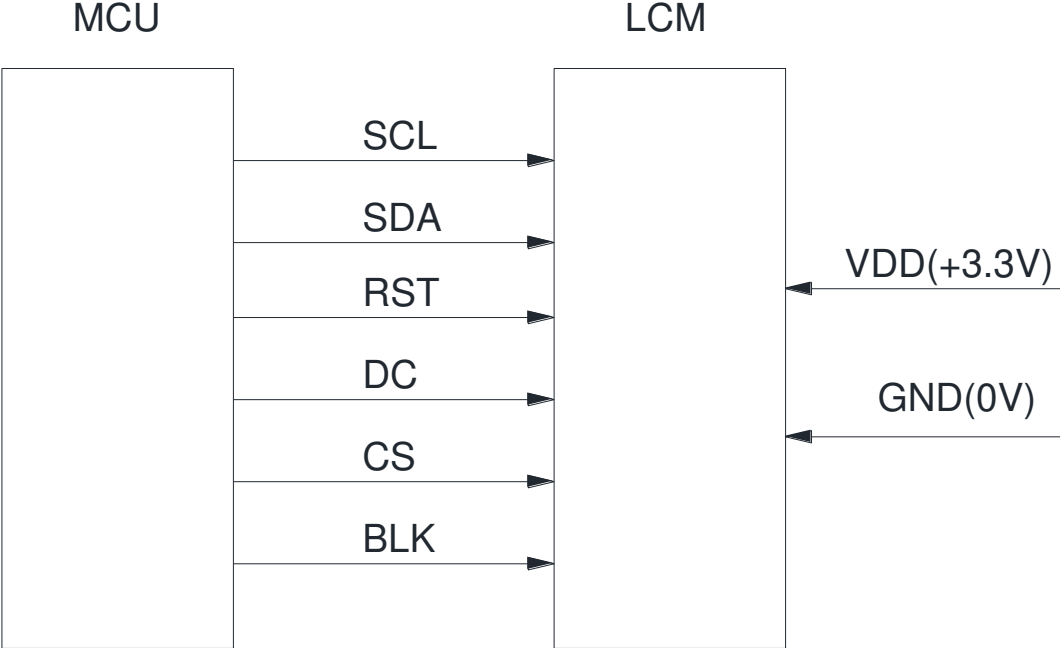 MCU
LCM
SCL
SDA
RST
DC
CS
BLK
VDD(+3.3V)
GND(0V)